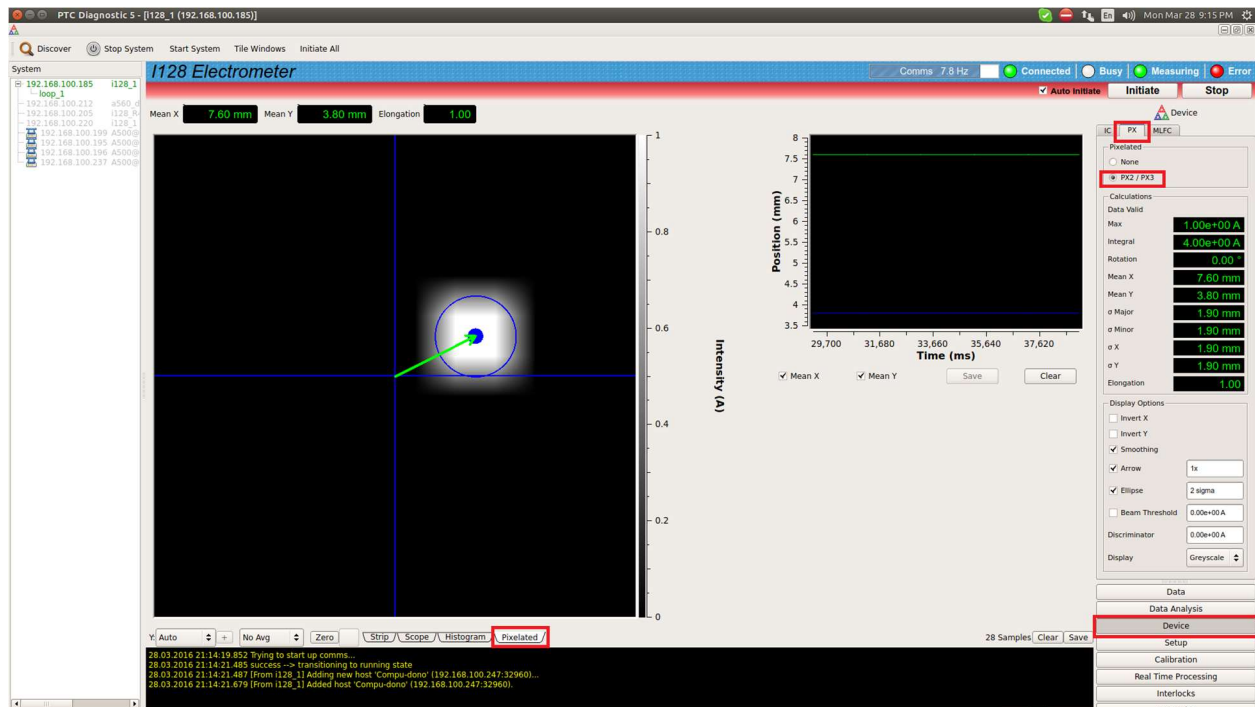 PTC Diagnostic 5 - [i128_1 (192.168.100.185)]
En
Mon Mar 28 9:15 PM
Discover
Stop System
Start System
Tile Windows
Initiate All
System
192.168.100.185 i128_1
loop_1
192.168.100.212 a560_d
192.168.100.205 i128_R
192.168.100.220 i128_1
192.168.100.199 A500@
192.168.100.195 A500@
192.168.100.196 A500@
192.168.100.237 A500@
I128 Electrometer
Comms 7.8 Hz
Connected
Busy
Measuring
Error
Auto Initiate
Initiate
Stop
Mean X 7.60 mm Mean Y 3.80 mm Elongation 1.00
1
0.8
0.6
0.4
0.2
0
Intensity (A)
8
7.5
7
6.5
6
5.5
5
4.5
4
3.5
Position (mm)
29,700 31,680 33,660 35,640 37,620
Time (ms)
Mean X
Mean Y
Save
Clear
Device
IC PX MLFC
Pixelated
None
PX2 / PX3
Calculations
Data Valid
Max 1.00e+00 A
Integral 4.00e+00 A
Rotation 0.00 °
Mean X 7.60 mm
Mean Y 3.80 mm
σ Major 1.90 mm
σ Minor 1.90 mm
σ X 1.90 mm
σ Y 1.90 mm
Elongation 1.00
Display Options
Invert X
Invert Y
Smoothing
Arrow 1x
Ellipse 2 sigma
Beam Threshold 0.00e+00 A
Discriminator 0.00e+00 A
Display Greyscale
Data
Data Analysis
Device
Setup
Calibration
Real Time Processing
Interlocks
Y: Auto + No Avg Zero Strip Scope Histogram Pixelated
28 Samples Clear Save
28.03.2016 21:14:19.852 Trying to start up comms...
28.03.2016 21:14:21.485 success --> transitioning to running state
28.03.2016 21:14:21.487 [From i128_1] Adding new host 'Compu-dono' (192.168.100.247:32960)...
28.03.2016 21:14:21.679 [From i128_1] Added host 'Compu-dono' (192.168.100.247:32960).